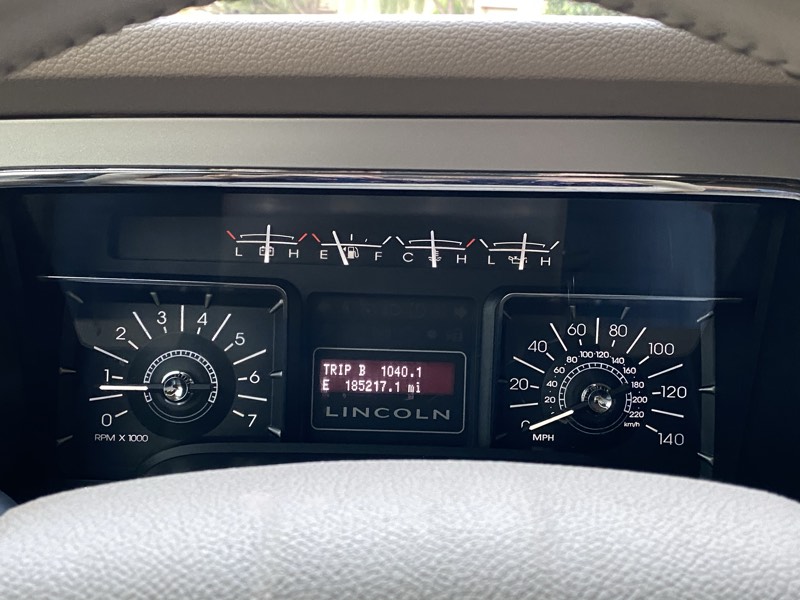 L H E F C H L H
0 1 2 3 4 5 6 7
RPM X 1000
TRIP B 1040.1
E 185217.1 mi
LINCOLN
0 20 40 60 80 100 120 140
20 40 60 80 100 120 140 160 180 200 220
km/h
MPH